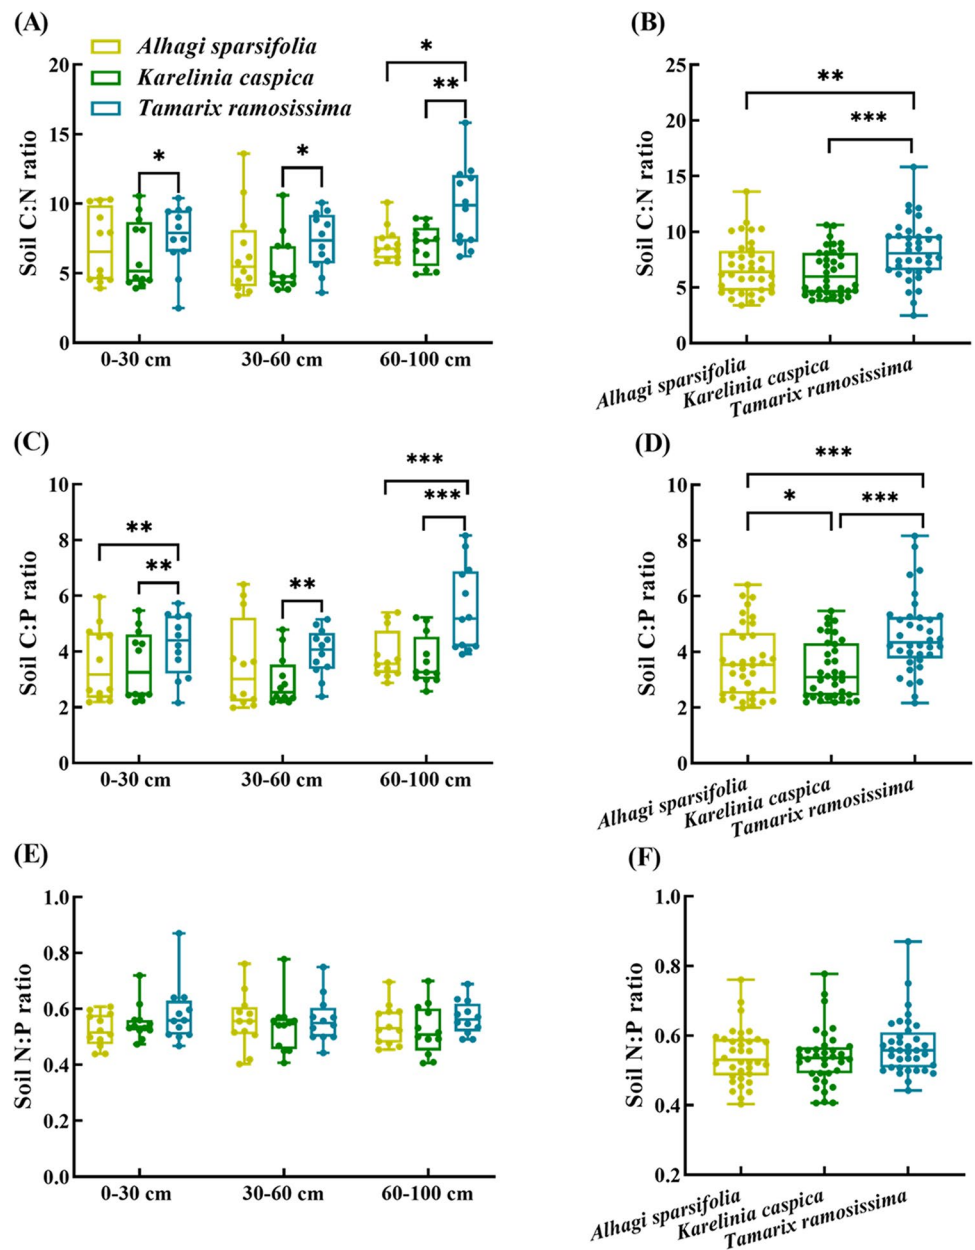 (A)
Alhagi sparsifolia
Karelinia caspica
Tamarix ramosissima
Soil C:N ratio
20
15
10
5
0
*
*
*
**
0-30 cm
30-60 cm
60-100 cm
(B)
Soil C:N ratio
25
20
15
10
5
0
**
***
Alhagi sparsifolia
Karelinia caspica
Tamarix ramosissima
(C)
Soil C:P ratio
10
8
6
4
2
0
**
**
**
***
***
0-30 cm
30-60 cm
60-100 cm
(D)
Soil C:P ratio
10
8
6
4
2
0
***
*
***
Alhagi sparsifolia
Karelinia caspica
Tamarix ramosissima
(E)
Soil N:P ratio
1.0
0.8
0.6
0.4
0.2
0.0
0-30 cm
30-60 cm
60-100 cm
(F)
Soil N:P ratio
1.0
0.8
0.6
0.4
0.2
Alhagi sparsifolia
Karelinia caspica
Tamarix ramosissima